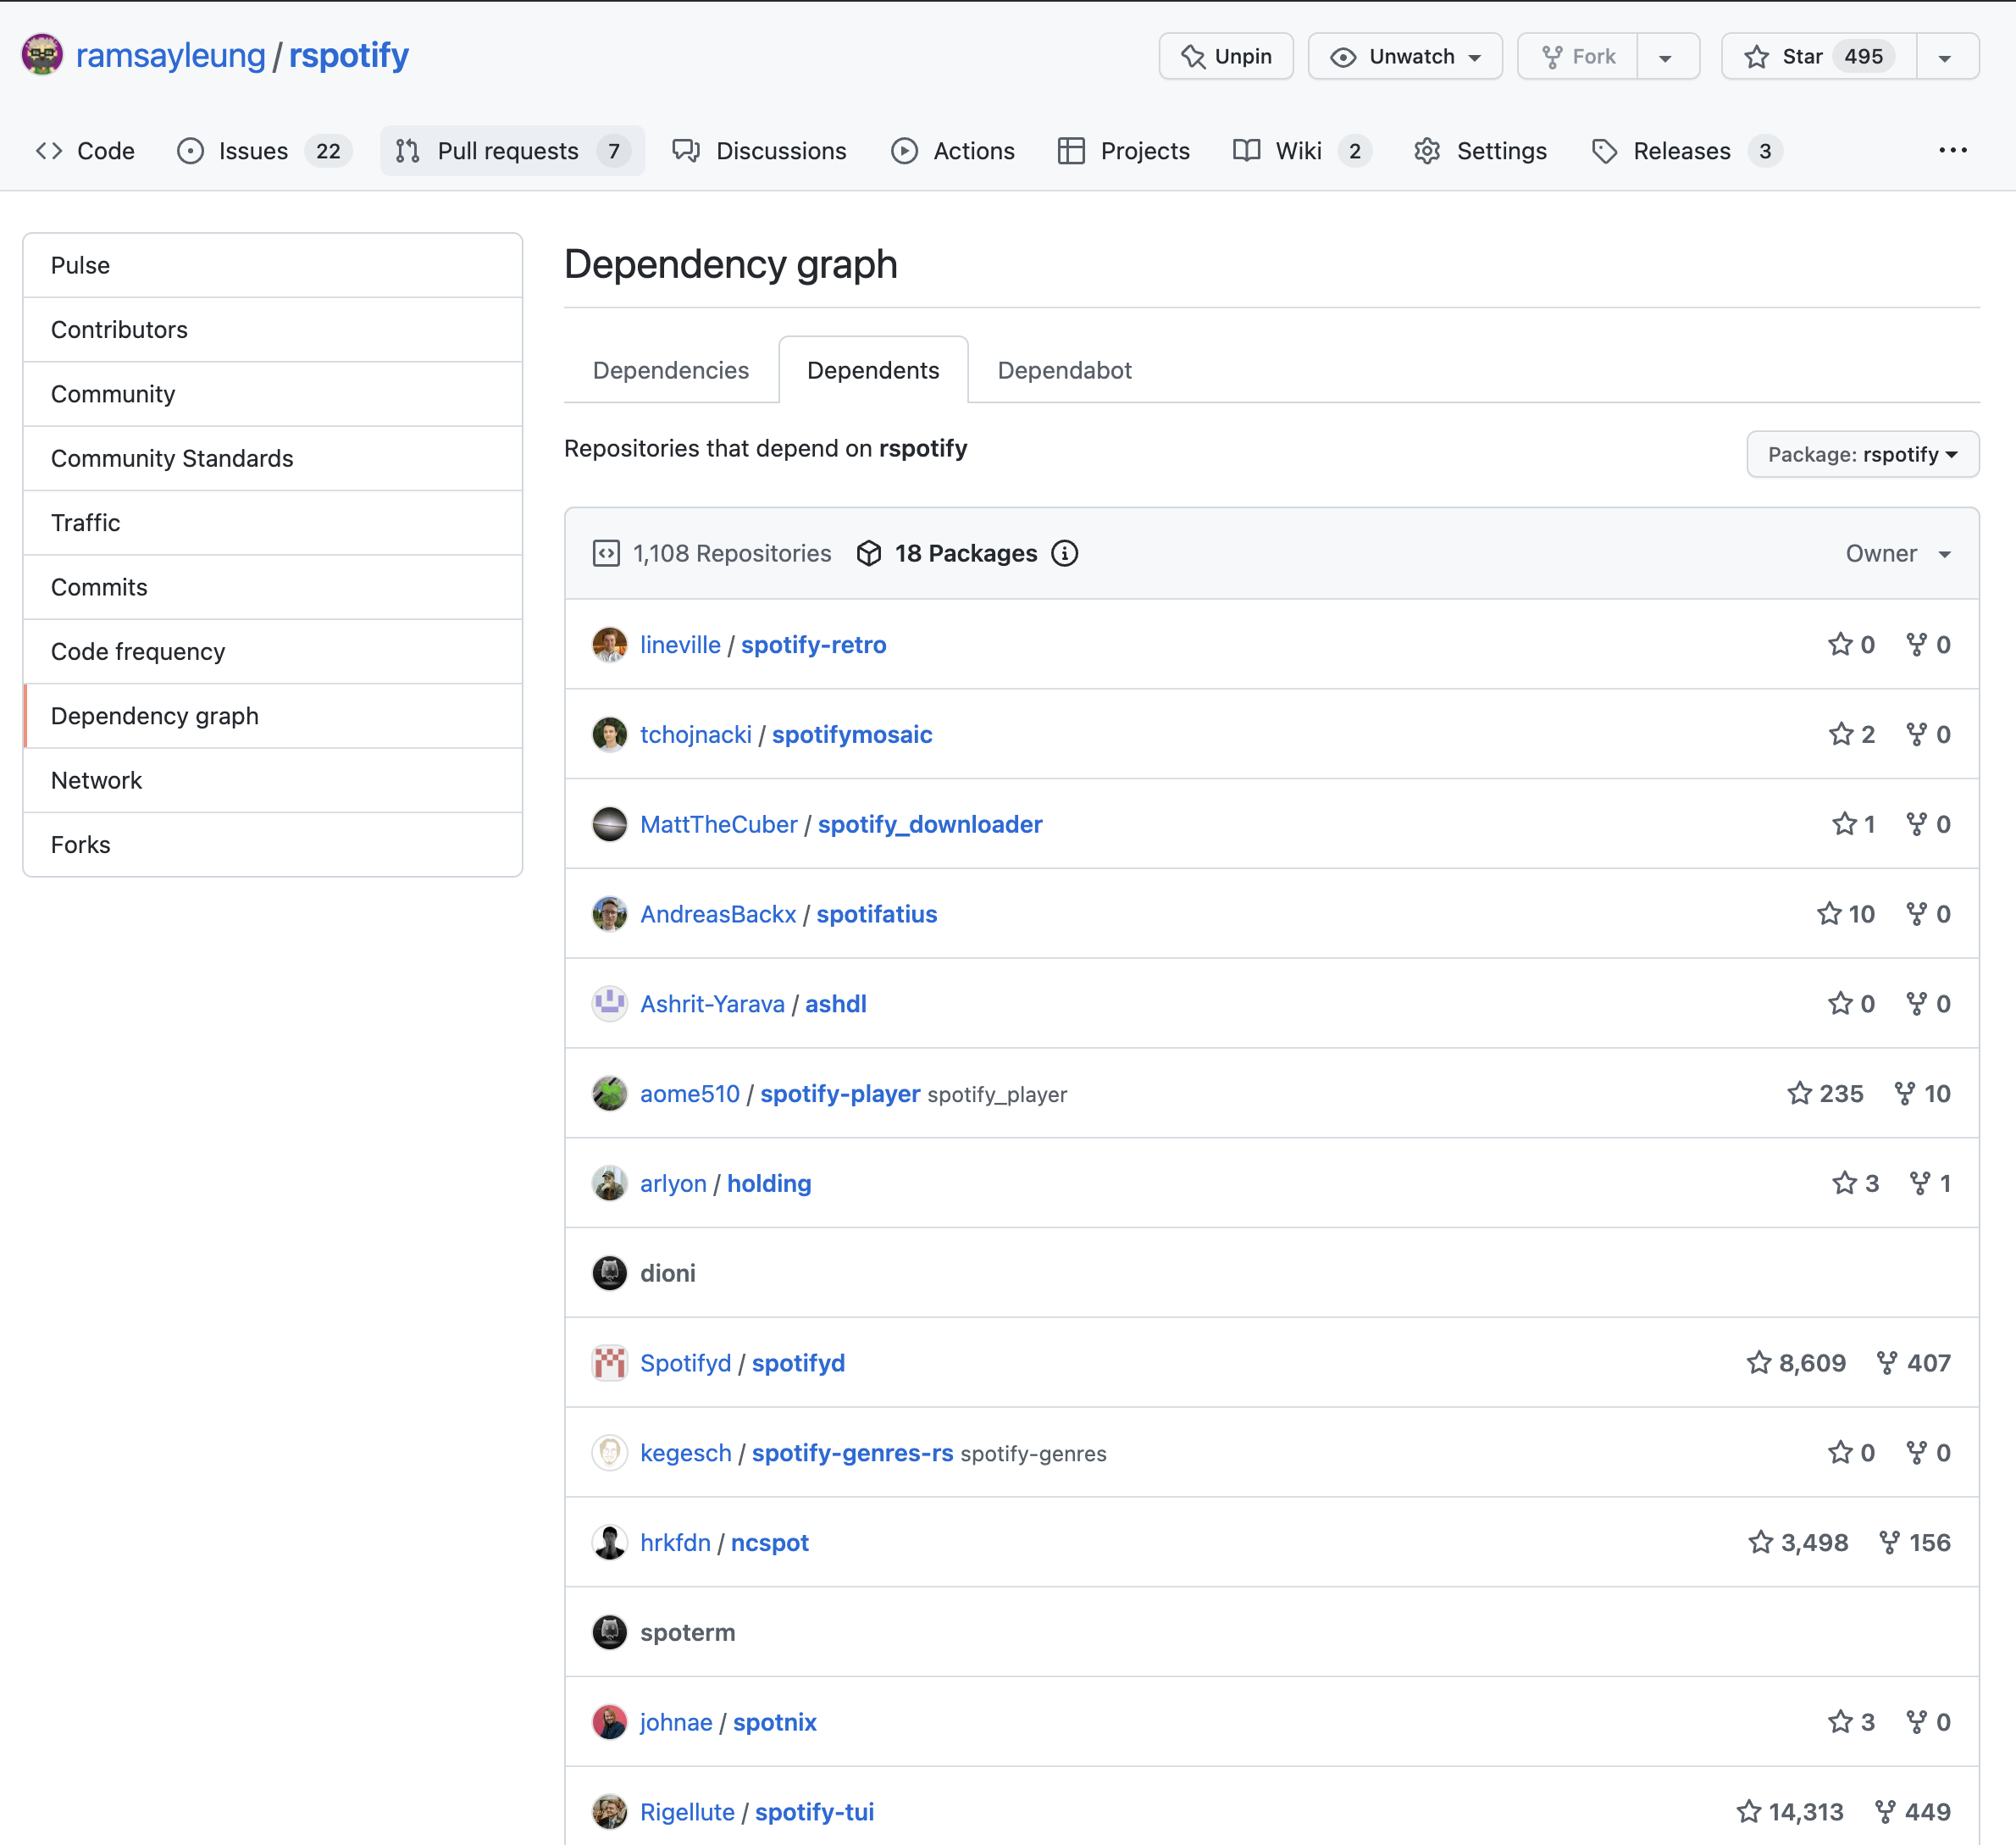 ramsayleung / rspotify
Unpin
Unwatch
Fork
Star 495
Code
Issues 22
Pull requests 7
Discussions
Actions
Projects
Wiki 2
Settings
Releases 3
Pulse
Contributors
Community
Community Standards
Traffic
Commits
Code frequency
Dependency graph
Network
Forks
Dependency graph
Dependencies
Dependents
Dependabot
Repositories that depend on rspotify
Package: rspotify
1,108 Repositories
18 Packages
Owner
lineville / spotify-retro 0 0
tchojnacki / spotifymosaic 2 0
MattTheCuber / spotify_downloader 1 0
AndreasBackx / spotifatius 10 0
Ashrit-Yarava / ashdl 0 0
aome510 / spotify-player spotify_player 235 10
arlyon / holding 3 1
dioni
Spotifyd / spotifyd 8,609 407
kegesch / spotify-genres-rs spotify-genres 0 0
hrkfdn / ncspot 3,498 156
spoterm
johnae / spotnix 3 0
Rigellute / spotify-tui 14,313 449